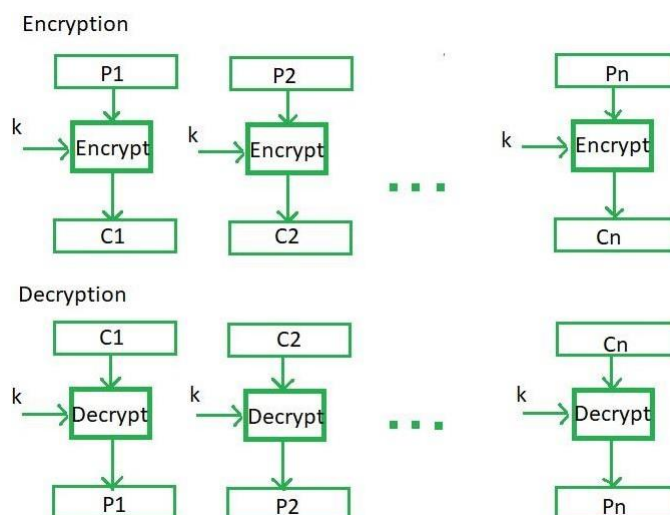 Encryption
P1 P2 Pn
k Encrypt k Encrypt k Encrypt
C1 C2 Cn
Decryption
C1 C2 Cn
k Decrypt k Decrypt k Decrypt
P1 P2 Pn